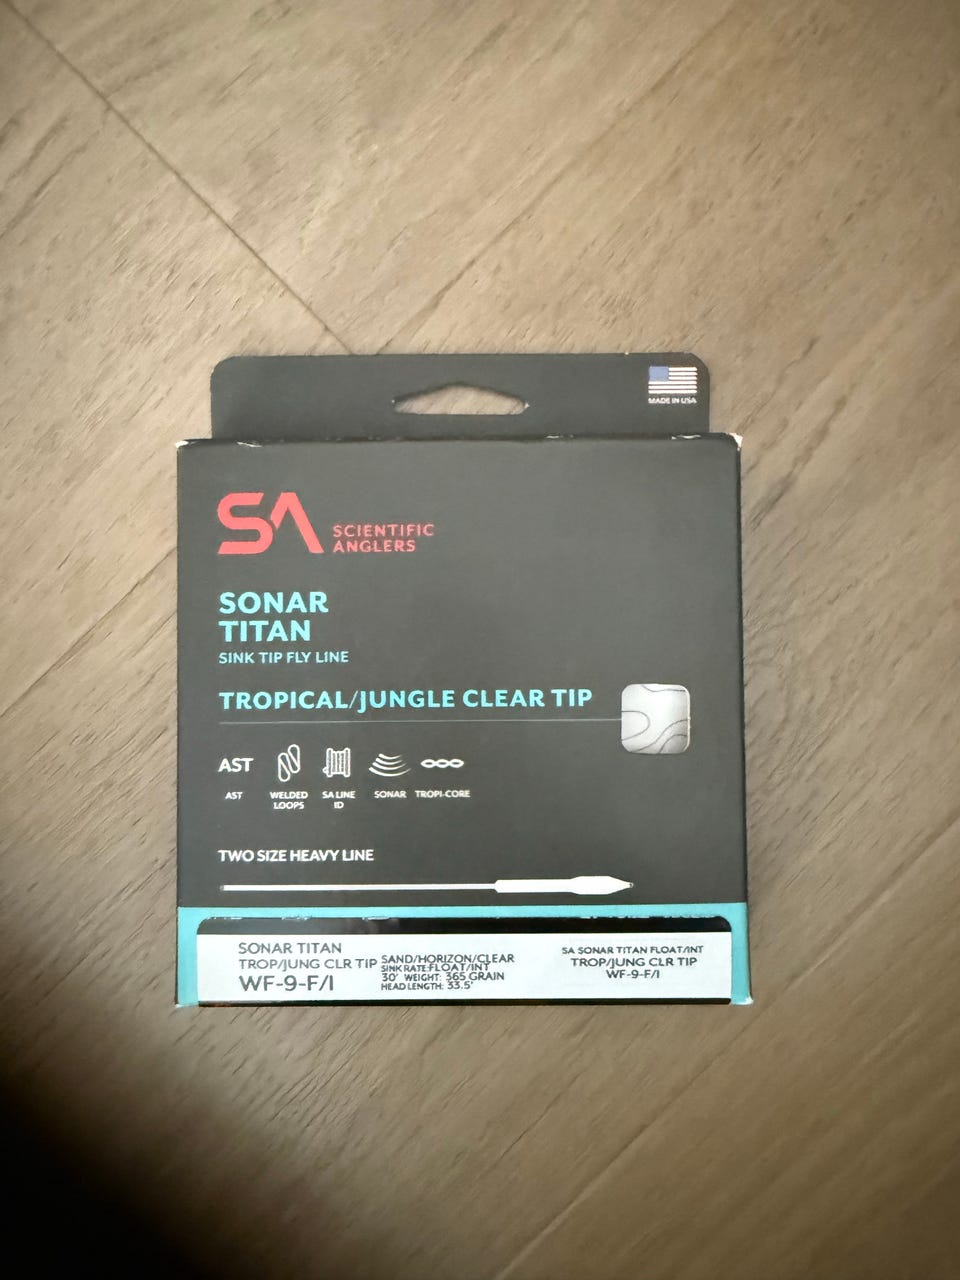 MADE IN USA
SA
SCIENTIFIC
ANGLERS
SONAR
TITAN
SINK TIP FLY LINE
TROPICAL/JUNGLE CLEAR TIP
AST
AST
WELDED
LOOPS
SA LINE
ID
SONAR
TROPI-CORE
TWO SIZE HEAVY LINE
SONAR TITAN
TROP/JUNG CLR TIP
WF-9-F/I
SAND/HORIZON/CLEAR
SINK RATE:FLOAT/INT
30' WEIGHT: 365 GRAIN
HEAD LENGTH: 33.5'
SA SONAR TITAN FLOAT/INT
TROP/JUNG CLR TIP
WF-9-F/I